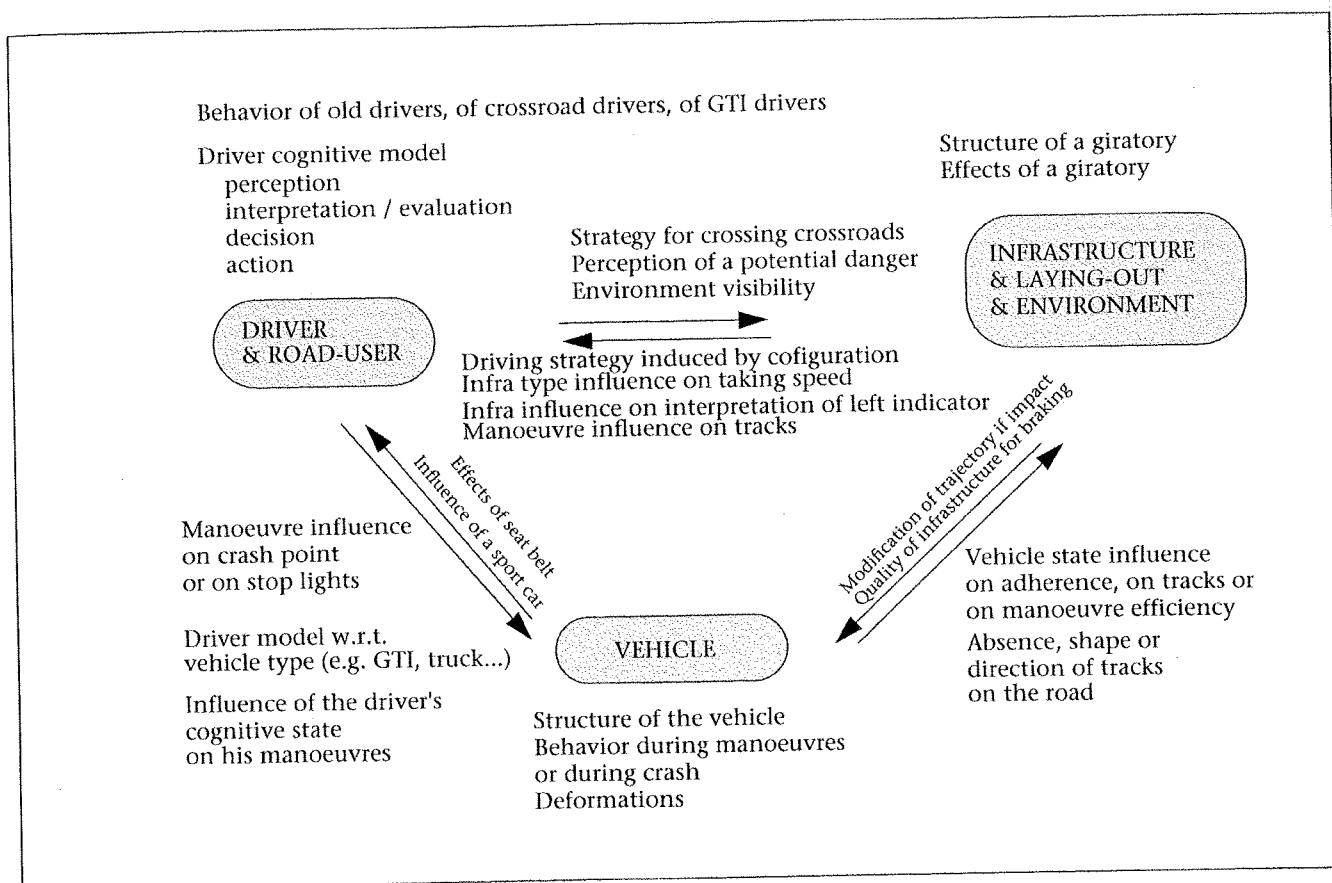 Behavior of old drivers, of crossroad drivers, of GTI drivers
Driver cognitive model
perception
interpretation / evaluation
decision
action
Structure of a giratory
Effects of a giratory
Strategy for crossing crossroads
Perception of a potential danger
Environment visibility
INFRASTRUCTURE
& LAYING-OUT
& ENVIRONMENT
DRIVER
& ROAD-USER
Driving strategy induced by cofiguration
Infra type influence on taking speed
Infra influence on interpretation of left indicator
Manoeuvre influence on tracks
Effects of seat belt
Influence of a sport car
Modification of trajectory if impact
Quality of infrastructure for braking
Manoeuvre influence
on crash point
or on stop lights
Driver model w.r.t.
vehicle type (e.g. GTI, truck...)
Influence of the driver's
cognitive state
on his manoeuvres
VEHICLE
Structure of the vehicle
Behavior during manoeuvres
or during crash
Deformations
Vehicle state influence
on adherence, on tracks or
on manoeuvre efficiency
Absence, shape or
direction of tracks
on the road